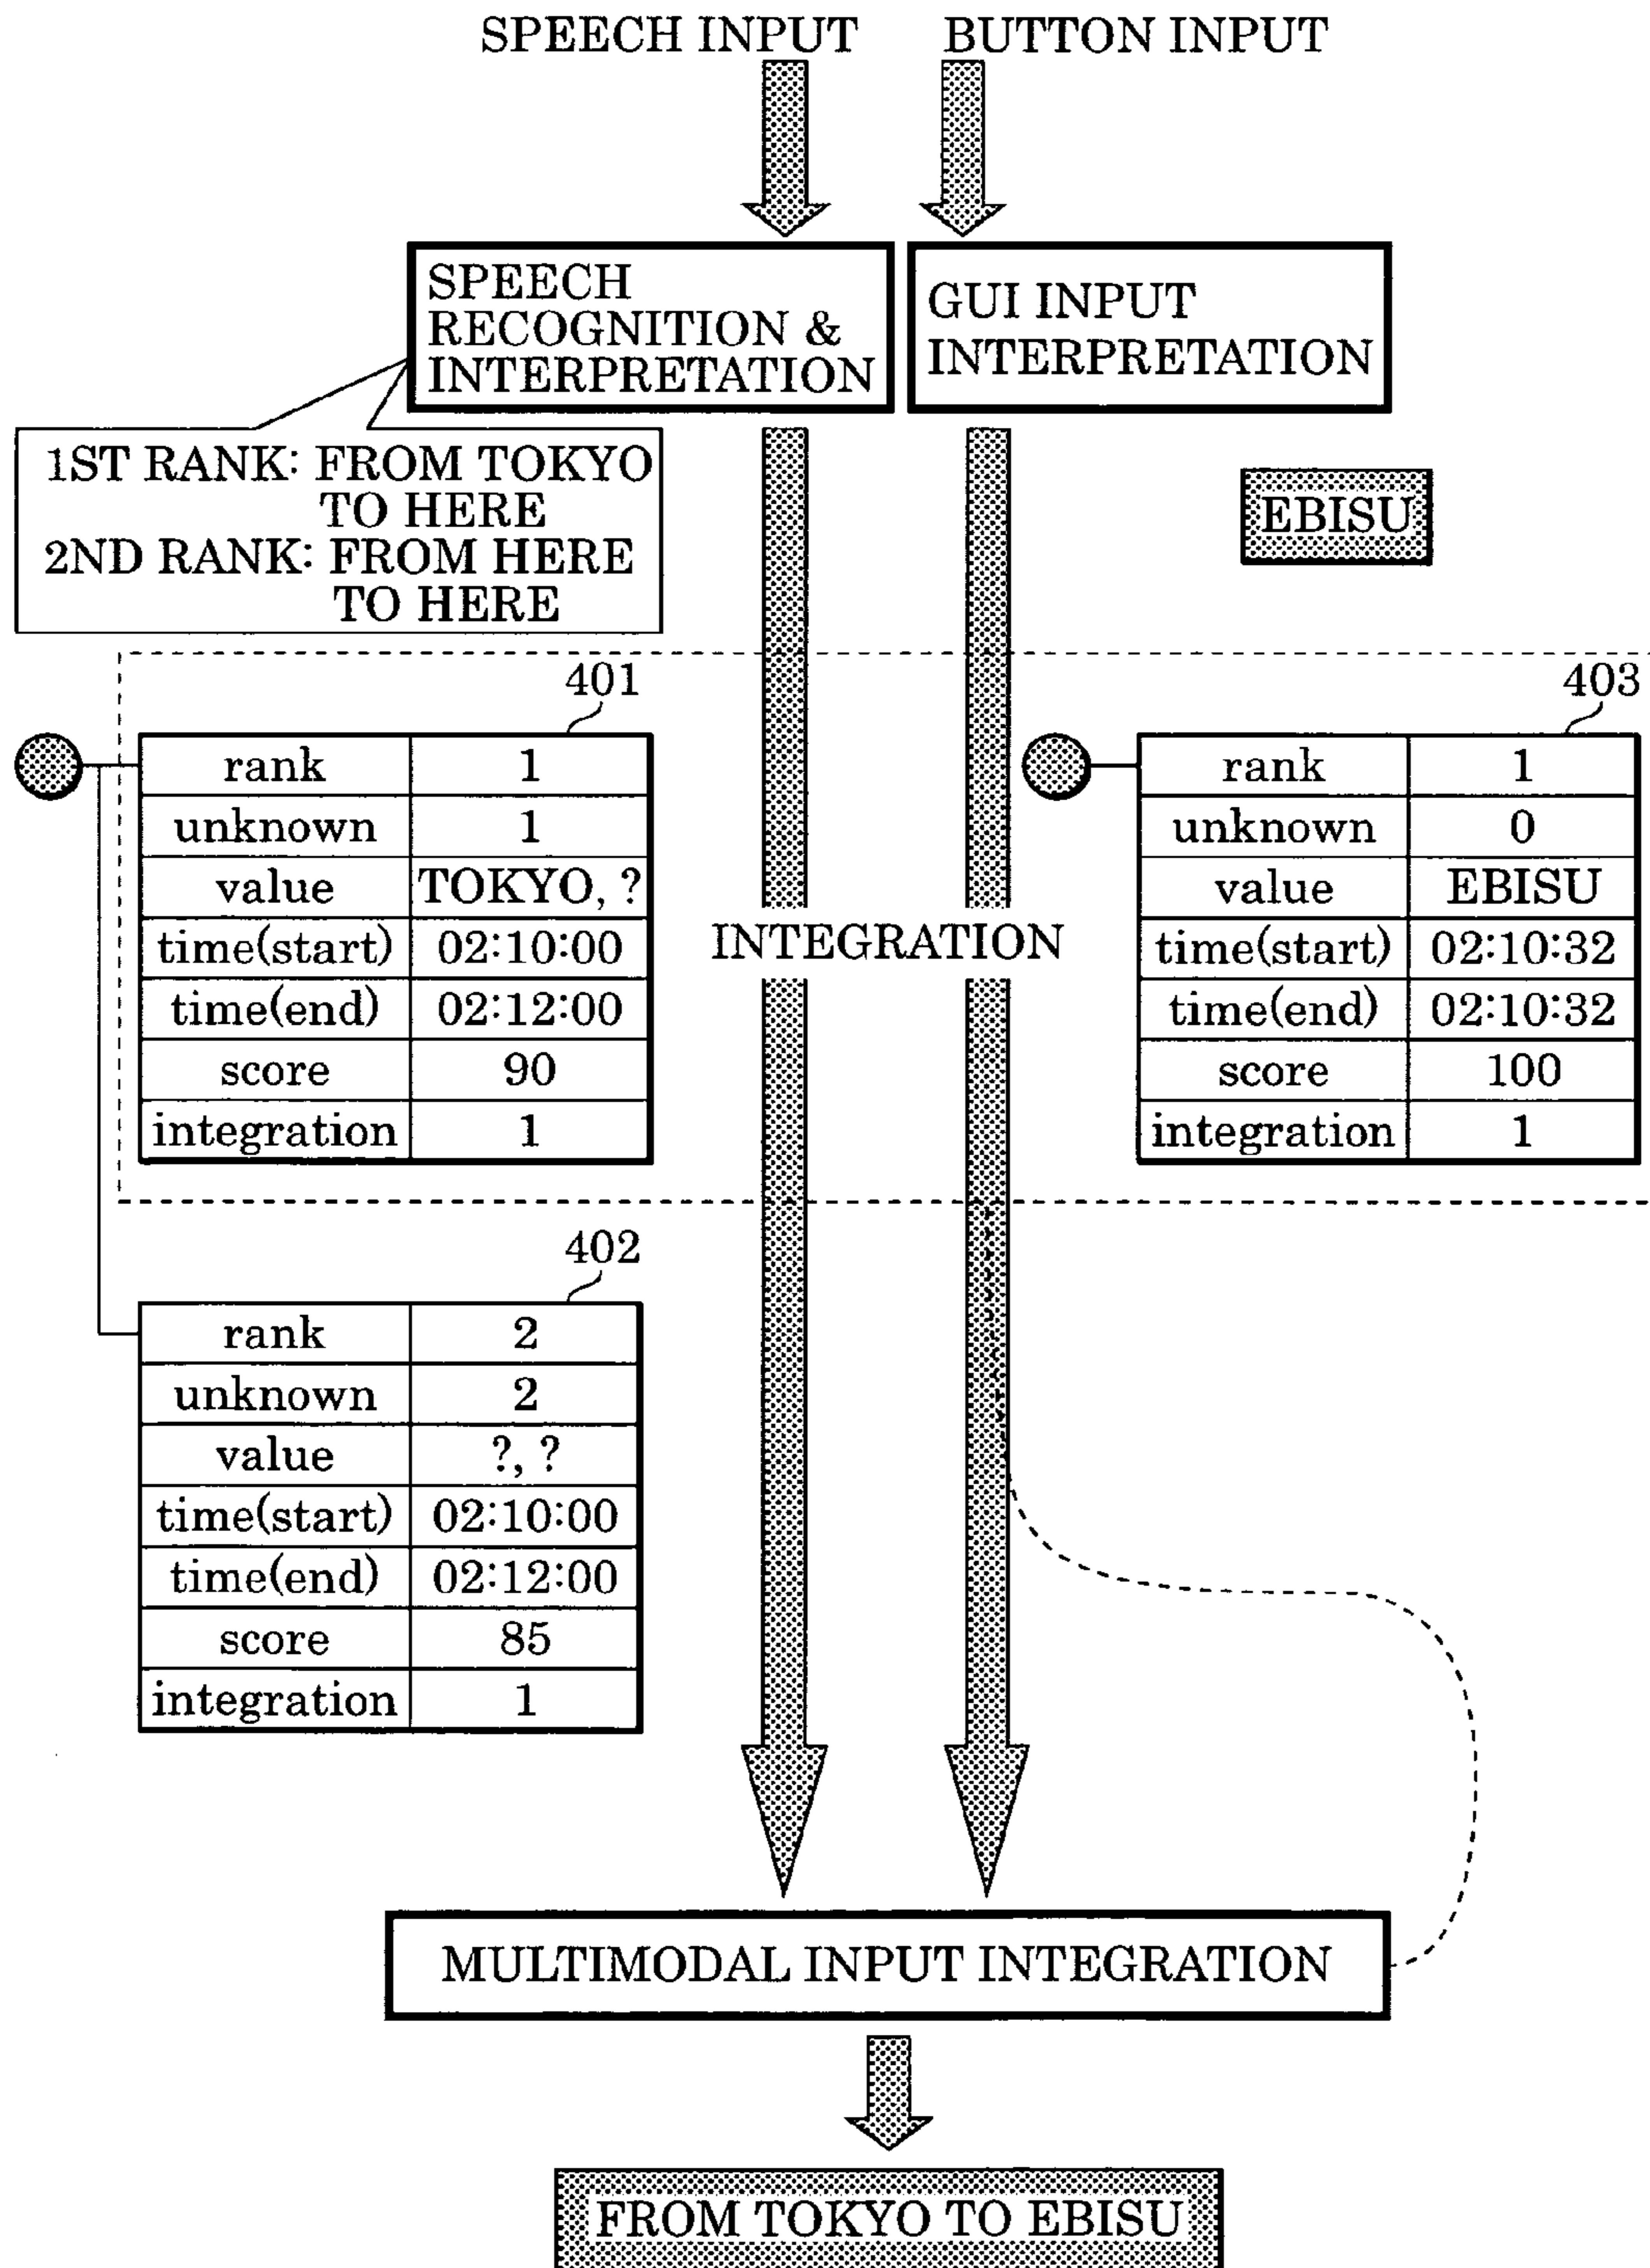 SPEECH INPUT
BUTTON INPUT
SPEECH
RECOGNITION &
INTERPRETATION
GUI INPUT
INTERPRETATION
1ST RANK: FROM TOKYO
TO HERE
2ND RANK: FROM HERE
TO HERE
EBISU
401
rank 1
unknown 1
value TOKYO, ?
time(start) 02:10:00
time(end) 02:12:00
score 90
integration 1
INTEGRATION
403
rank 1
unknown 0
value EBISU
time(start) 02:10:32
time(end) 02:10:32
score 100
integration 1
402
rank 2
unknown 2
value ?, ?
time(start) 02:10:00
time(end) 02:12:00
score 85
integration 1
MULTIMODAL INPUT INTEGRATION
FROM TOKYO TO EBISU